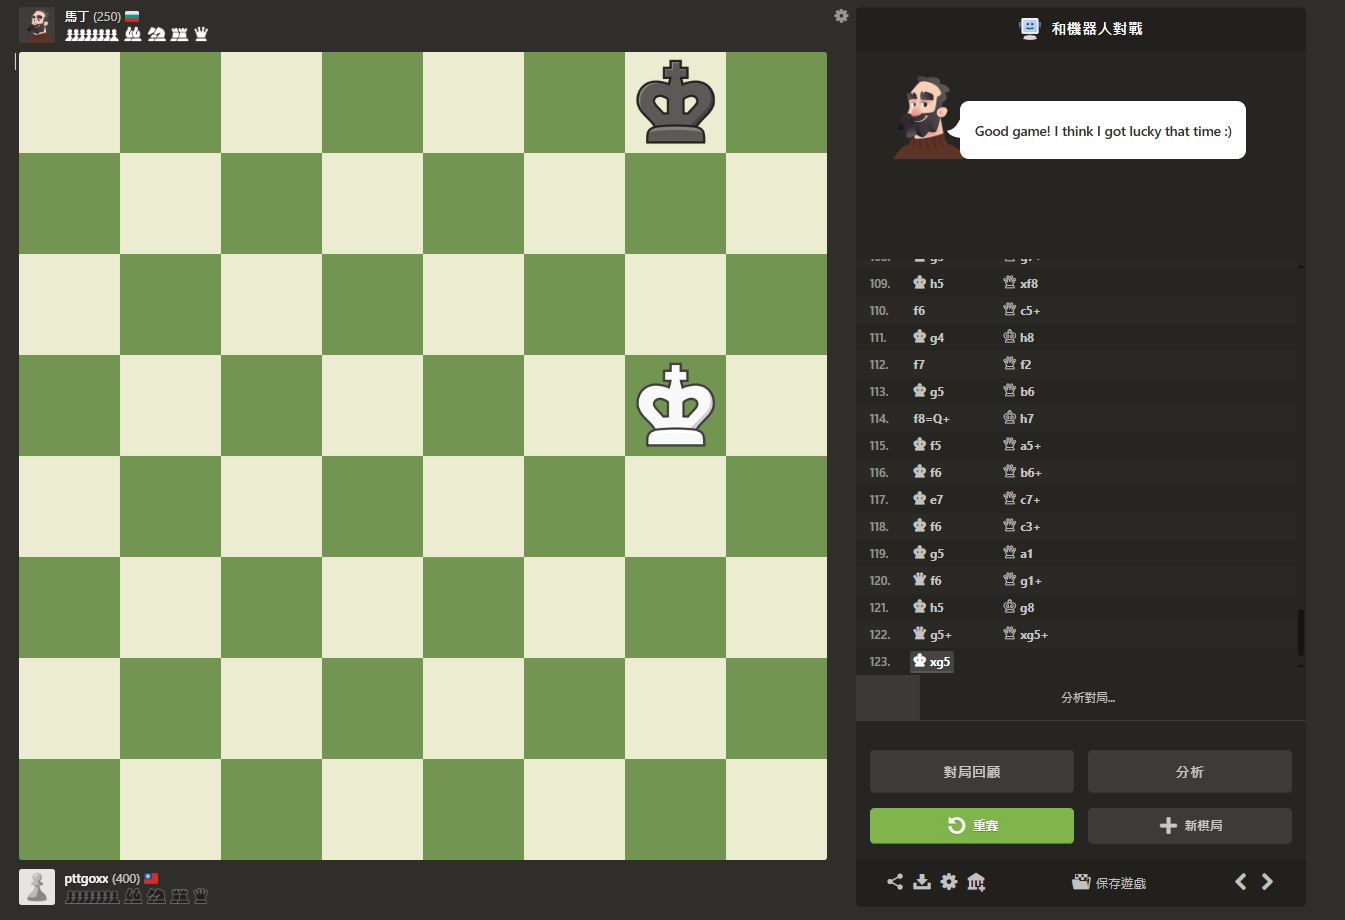 馬丁 (250)
和機器人對戰
Good game! I think I got lucky that time :)
109. h5 xf8
110. f6 c5+
111. g4 h8
112. f7 f2
113. g5 b6
114. f8=Q+ h7
115. f5 a5+
116. f6 b6+
117. e7 c7+
118. f6 c3+
119. g5 a1
120. f6 g1+
121. h5 g8
122. g5+ xg5+
123. xg5
分析對局...
對局回顧 分析
重賽 新棋局
保存遊戲
pttgoxx (400)